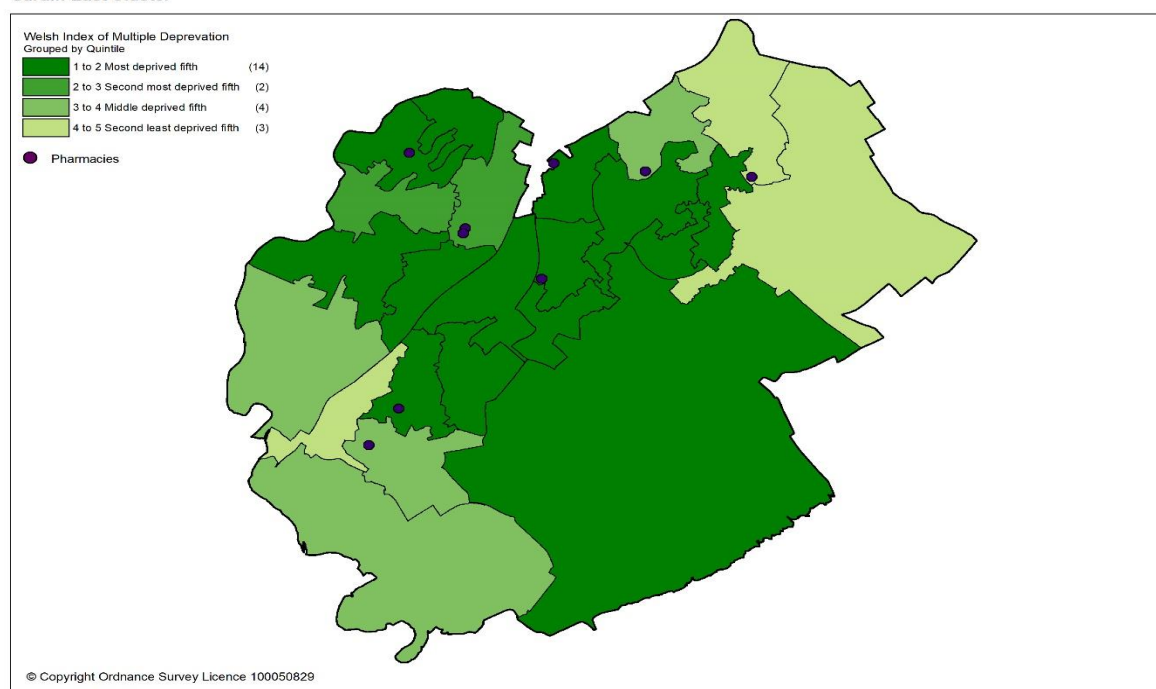 Welsh Index of Multiple Deprevation
Grouped by Quintile
1 to 2 Most deprived fifth (14)
2 to 3 Second most deprived fifth (2)
3 to 4 Middle deprived fifth (4)
4 to 5 Second least deprived fifth (3)
Pharmacies
© Copyright Ordnance Survey Licence 100050829